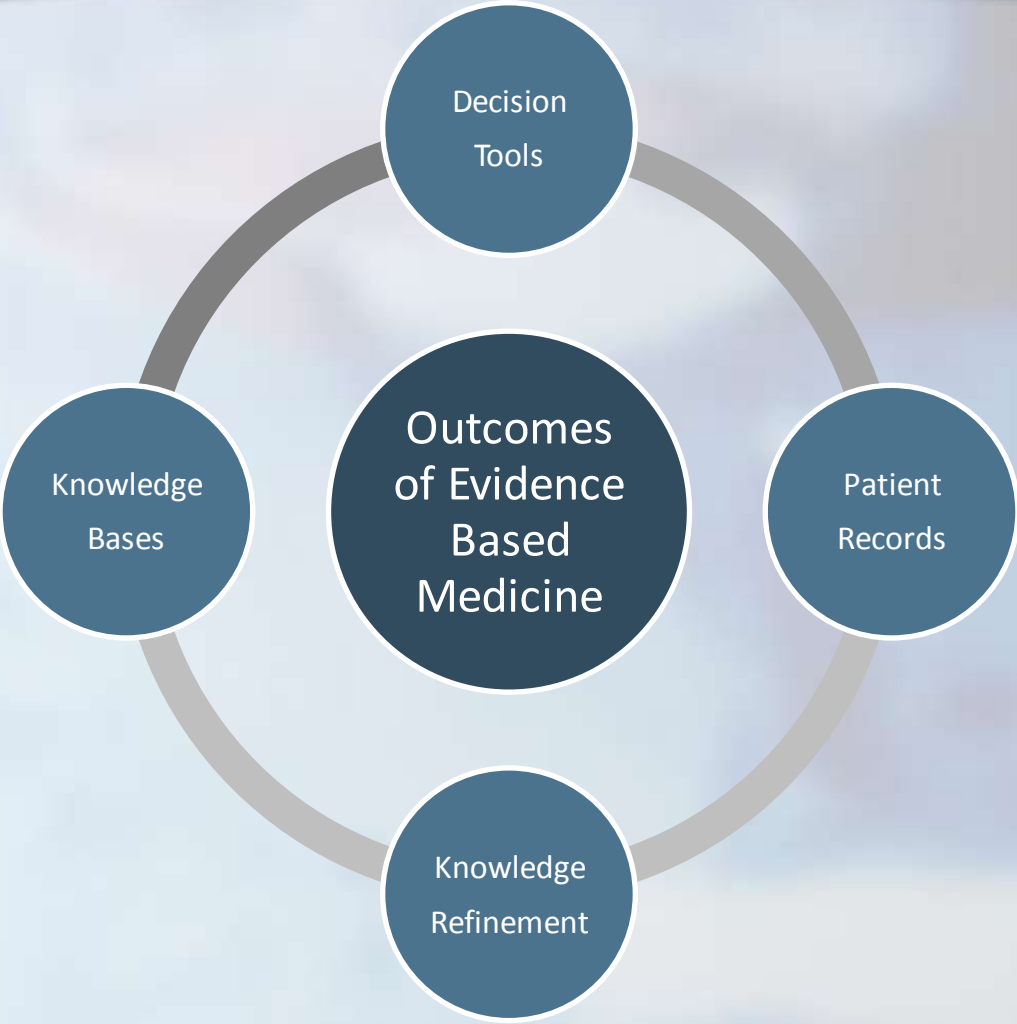 Decision
Tools
Knowledge
Bases
Outcomes
of Evidence
Based
Medicine
Patient
Records
Knowledge
Refinement